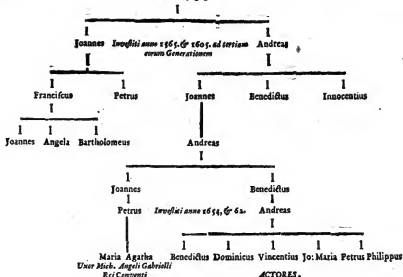 Joannes Investiti anno 1565. & 1605. ad tertiam Andreas
eorum Generationem
Franciscus Petrus Joannes Benedictus Innocentius
Joannes Angela Bartholomeus Andreas
Joannes Benedictus
Petrus Investiti anno 1654, & 62. Andreas
Maria Agatha Benedictus Dominicus Vincentius Jo: Maria Petrus Philippus
Uxor Mich. Angeli Gabrielli
Rei Conventi ACTORES.